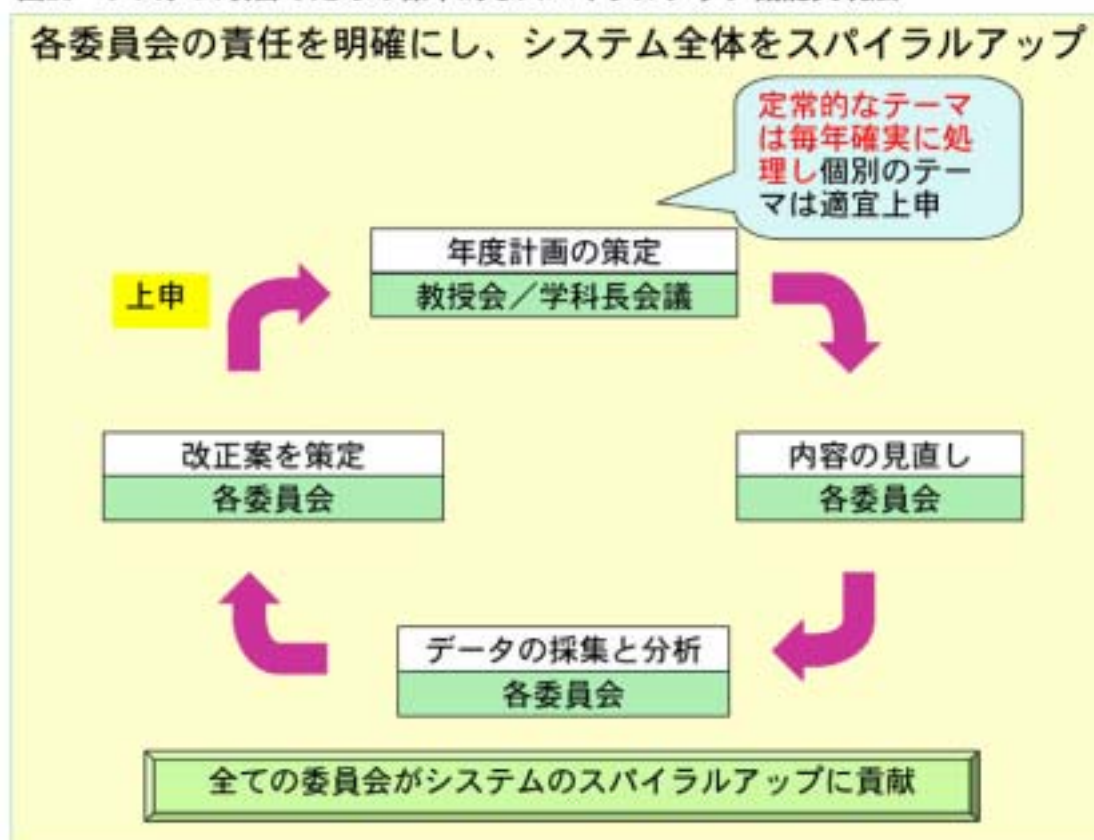 各委員会の責任を明確にし、システム全体をスパイラルアップ
定常的なテーマ
は毎年確実に処
理し個別のテー
マは適宜上申
年度計画の策定
教授会／学科長会議
上申
改正案を策定
各委員会
内容の見直し
各委員会
データの採集と分析
各委員会
全ての委員会がシステムのスパイラルアップに貢献